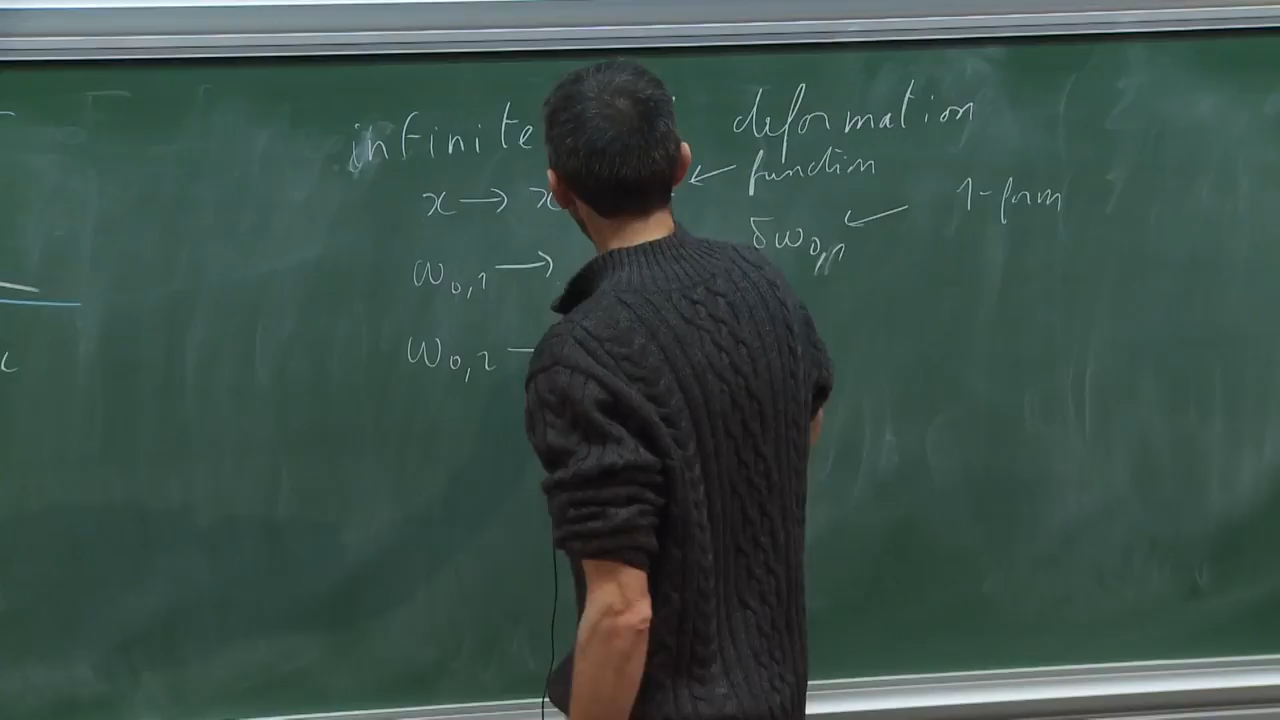 infinite deformation
x → x ← function
ω₀,₁ → δω₀,₁ ← 1-form
ω₀,₂ –